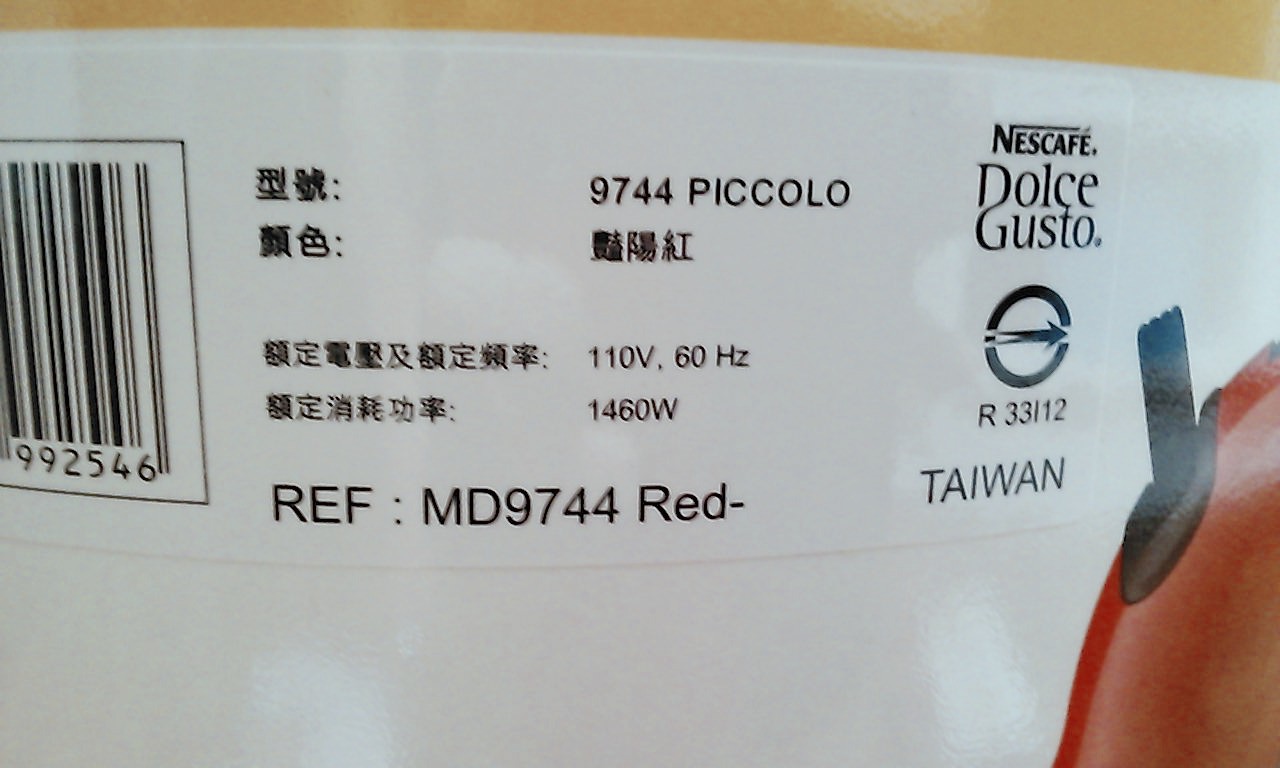 型號: 9744 PICCOLO
顏色: 豔陽紅
額定電壓及額定頻率: 110V, 60 Hz
額定消耗功率: 1460W
REF : MD9744 Red-
992546
NESCAFÉ.
Dolce
Gusto®
R 33I12
TAIWAN